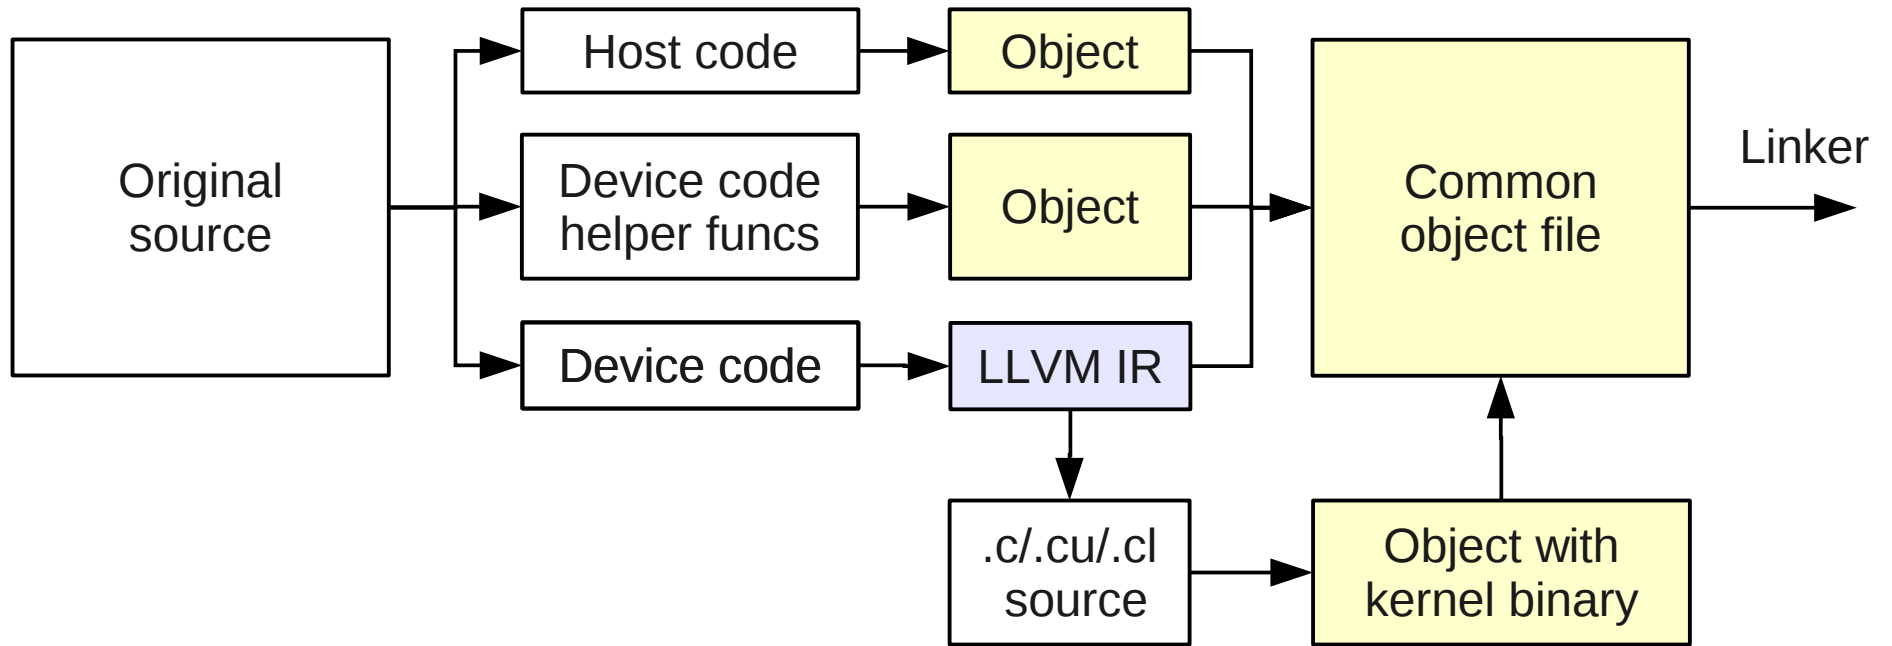 Original
source
Host code
Object
Device code
helper funcs
Object
Device code
LLVM IR
Common
object file
Linker
.c/.cu/.cl
source
Object with
kernel binary